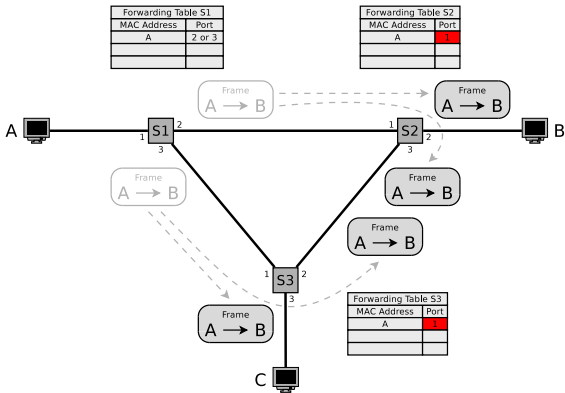 Forwarding Table S1
MAC Address Port
A 2 or 3
Forwarding Table S2
MAC Address Port
A 1
Frame
A B
Frame
A B
A
1
S1
2
3
1
S2
2
3
B
Frame
A B
Frame
A B
Frame
A B
1
S3
2
3
Frame
A B
Forwarding Table S3
MAC Address Port
A 1
C